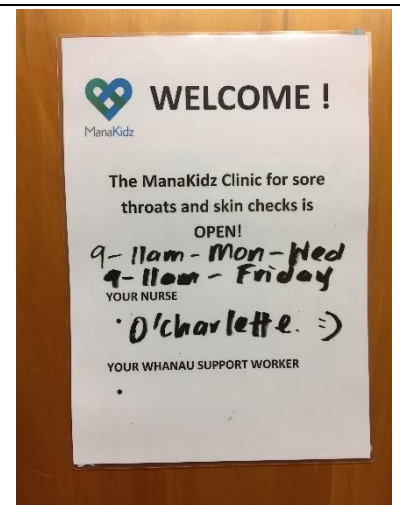 ManaKidz
WELCOME !
The ManaKidz Clinic for sore
throats and skin checks is
OPEN!
9-11am - Mon - Wed
9-11am - Friday
YOUR NURSE
· O'charlette. :)
YOUR WHANAU SUPPORT WORKER
·